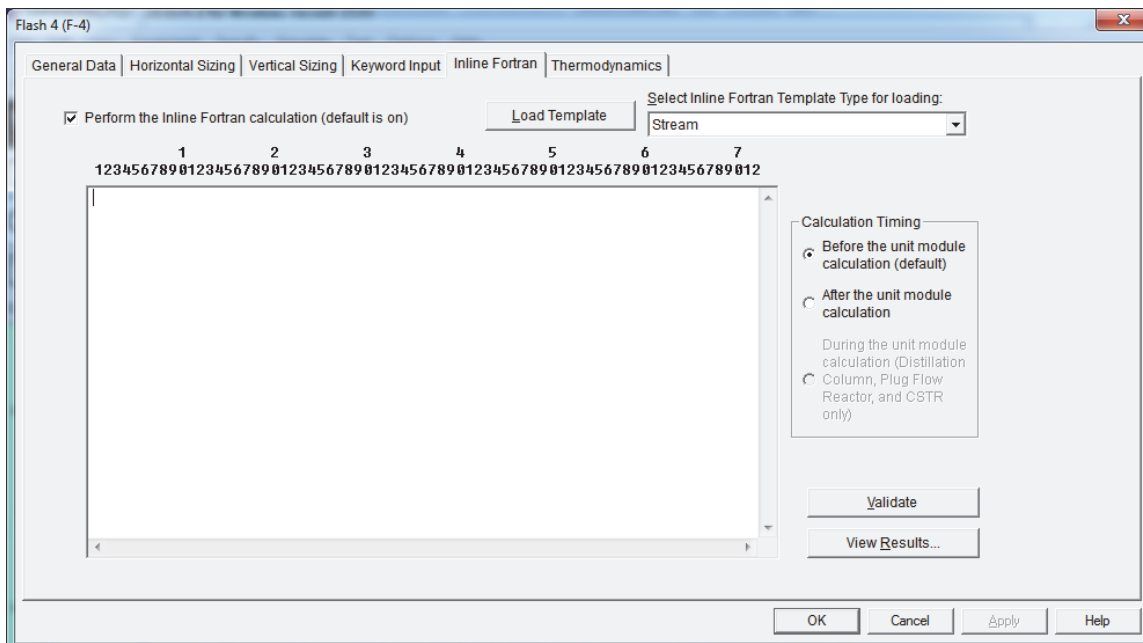 Flash 4 (F-4)
General Data Horizontal Sizing Vertical Sizing Keyword Input Inline Fortran Thermodynamics
Select Inline Fortran Template Type for loading:
Perform the Inline Fortran calculation (default is on) Load Template Stream
1 2 3 4 5 6 7
123456789012345678901234567890123456789012345678901234567890123456789012
Calculation Timing
Before the unit module
calculation (default)
After the unit module
calculation
During the unit module
calculation (Distillation
Column, Plug Flow
Reactor, and CSTR
only)
Validate
View Results...
OK Cancel Apply Help